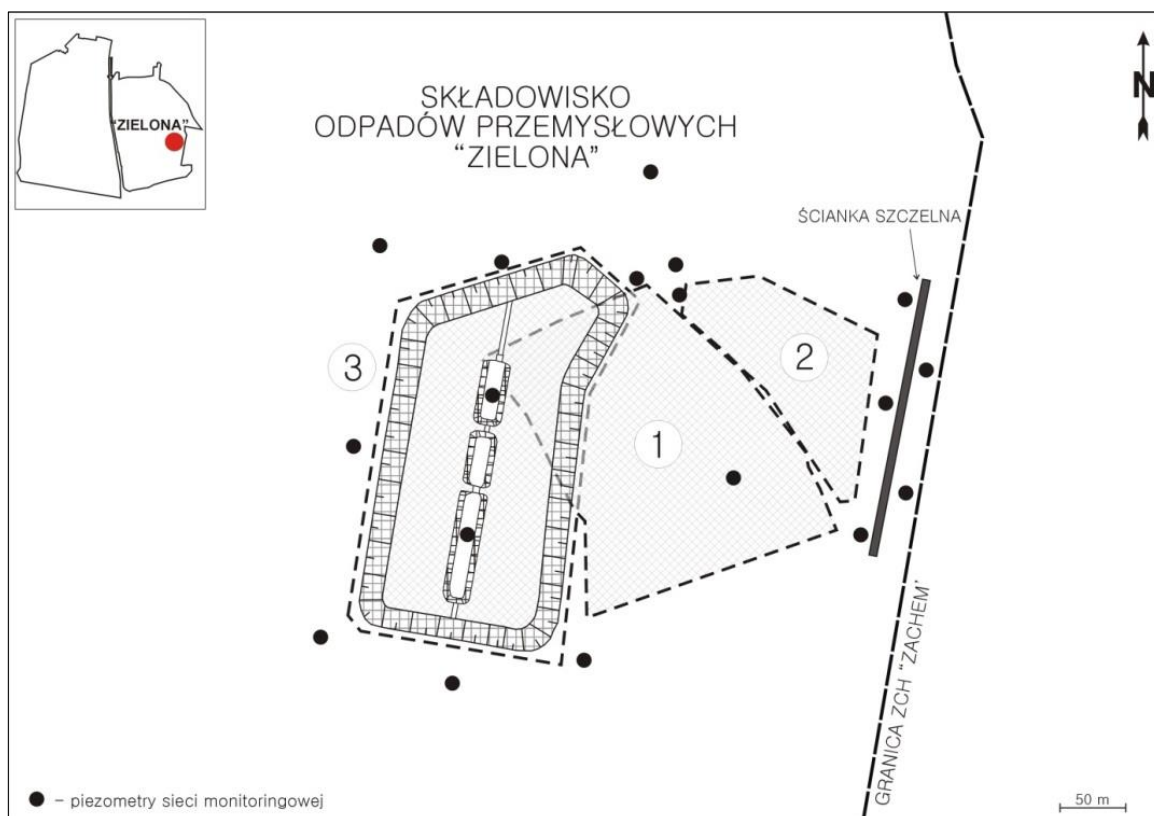 "ZIELONA"
SKŁADOWISKO
ODPADÓW PRZEMYSŁOWYCH
"ZIELONA"
N
ŚCIANKA SZCZELNA
3
2
1
GRANICA ZCH "ZACHEM'
– piezometry sieci monitoringowej
50 m